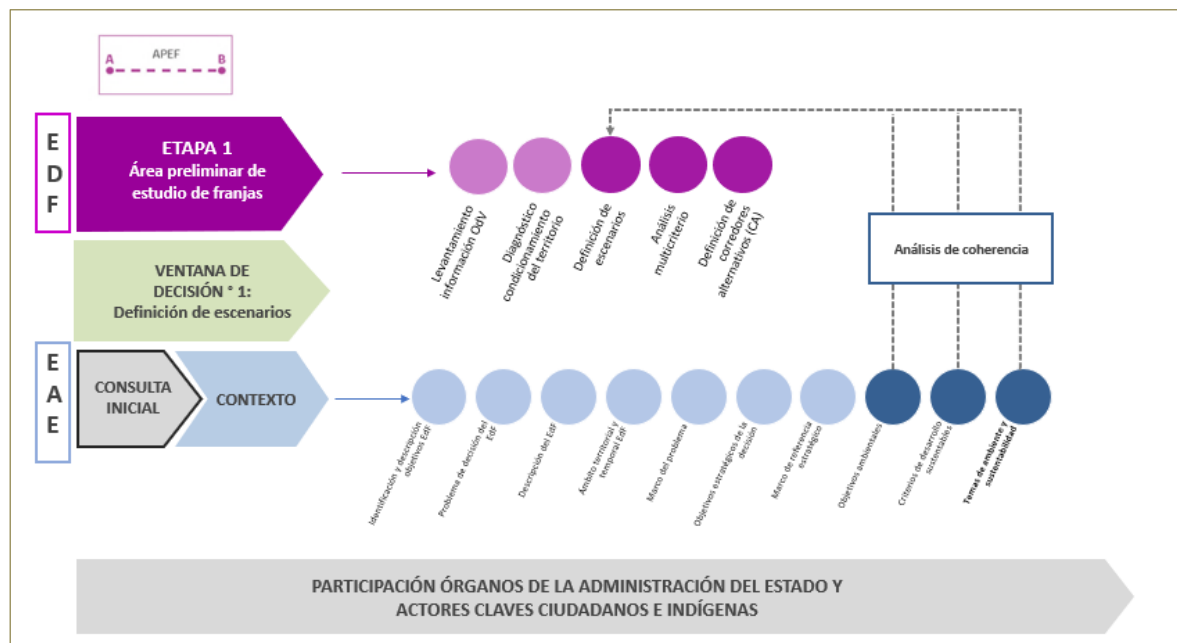 APEF
A B
EDF
ETAPA 1
Área preliminar de
estudio de franjas
Levantamiento
información OdV
Diagnóstico
condicionamiento
del territorio
Definición de
escenarios
Análisis
multicriterio
Definición de
corredores
alternativos (CA)
Análisis de coherencia
VENTANA DE
DECISIÓN ° 1:
Definición de escenarios
EAE
CONSULTA
INICIAL
CONTEXTO
Identificación y descripción
objetivos EdF
Problema de decisión del
EdF
Descripción del EdF
Ámbito territorial y
temporal EdF
Marco del problema
Objetivos estratégicos de la
decisión
Marco de referencia
estratégico
Objetivos ambientales
Criterios de desarrollo
sustentables
Temas de ambiente y
sustentabilidad
PARTICIPACIÓN ÓRGANOS DE LA ADMINISTRACIÓN DEL ESTADO Y
ACTORES CLAVES CIUDADANOS E INDÍGENAS